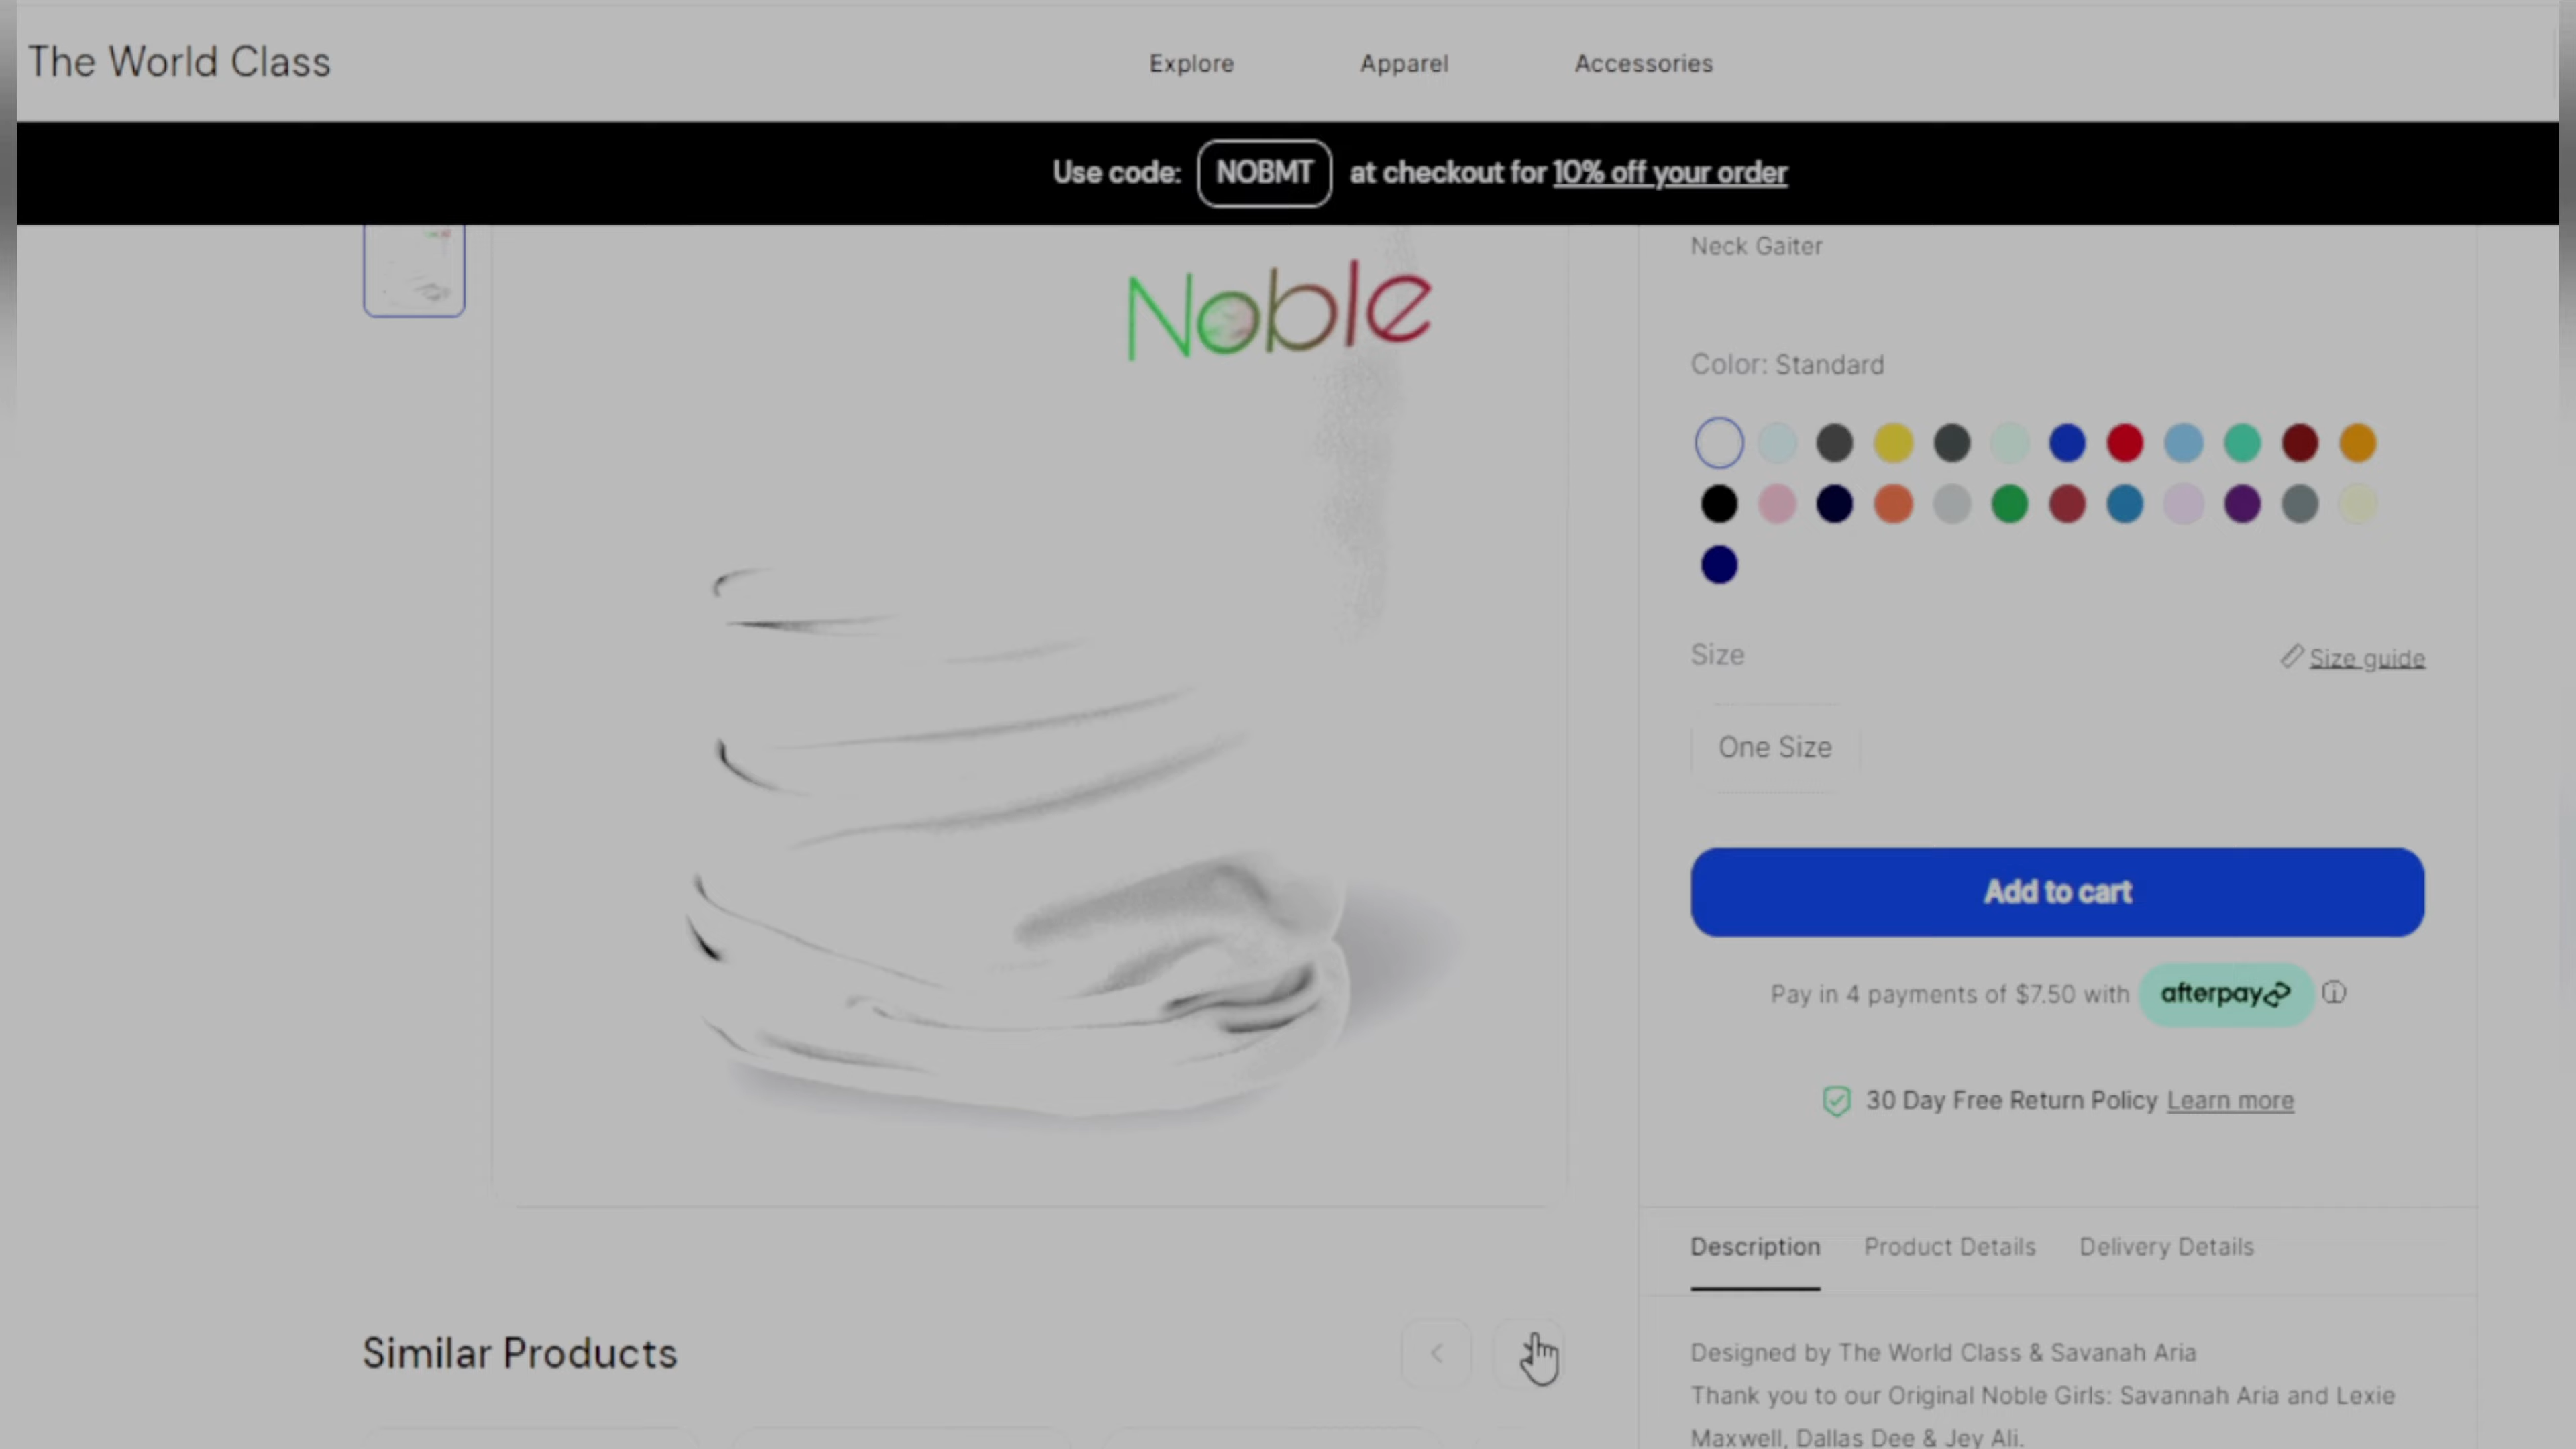 The World Class
Explore
Apparel
Accessories
Use code: NOBMT at checkout for 10% off your order
Noble
Neck Gaiter
Color: Standard
Size
Size guide
One Size
Add to cart
Pay in 4 payments of $7.50 with afterpay
30 Day Free Return Policy Learn more
Description
Product Details
Delivery Details
Similar Products
Designed by The World Class & Savanah Aria
Thank you to our Original Noble Girls: Savannah Aria and Lexie
Maxwell, Dallas Dee & Jey Ali.